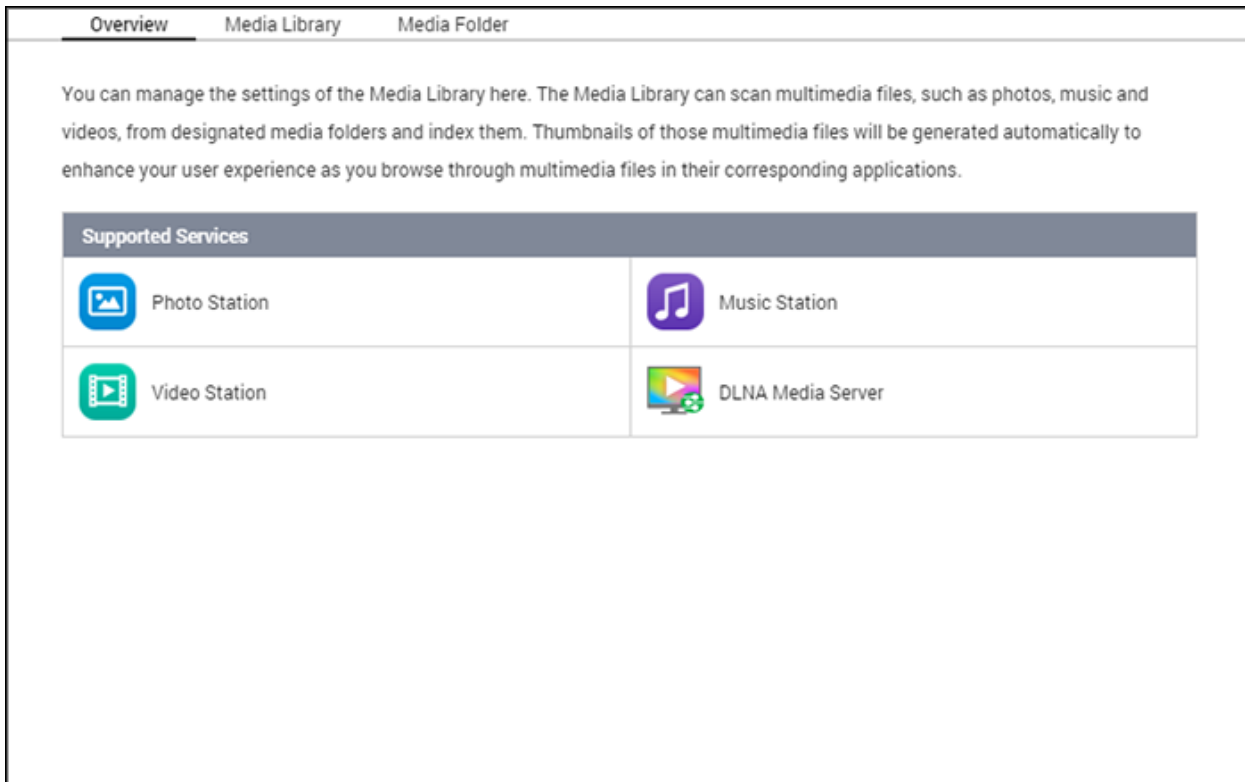 Overview Media Library Media Folder
You can manage the settings of the Media Library here. The Media Library can scan multimedia files, such as photos, music and
videos, from designated media folders and index them. Thumbnails of those multimedia files will be generated automatically to
enhance your user experience as you browse through multimedia files in their corresponding applications.
Supported Services
Photo Station Music Station
Video Station DLNA Media Server